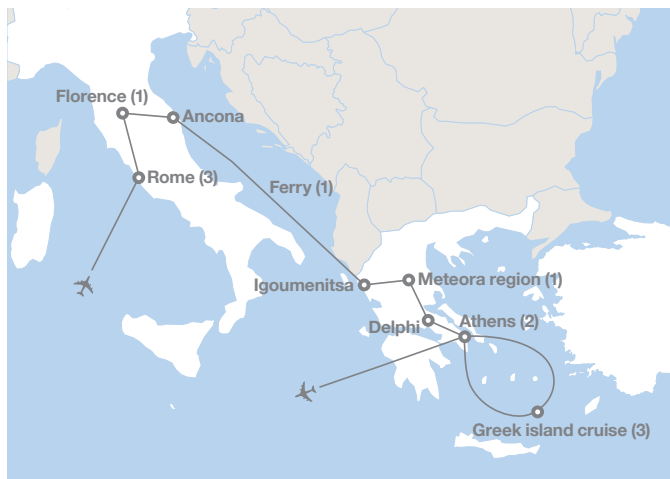 Florence (1)
Ancona
Rome (3)
Ferry (1)
Igoumenitsa
Meteora region (1)
Delphi
Athens (2)
Greek island cruise (3)